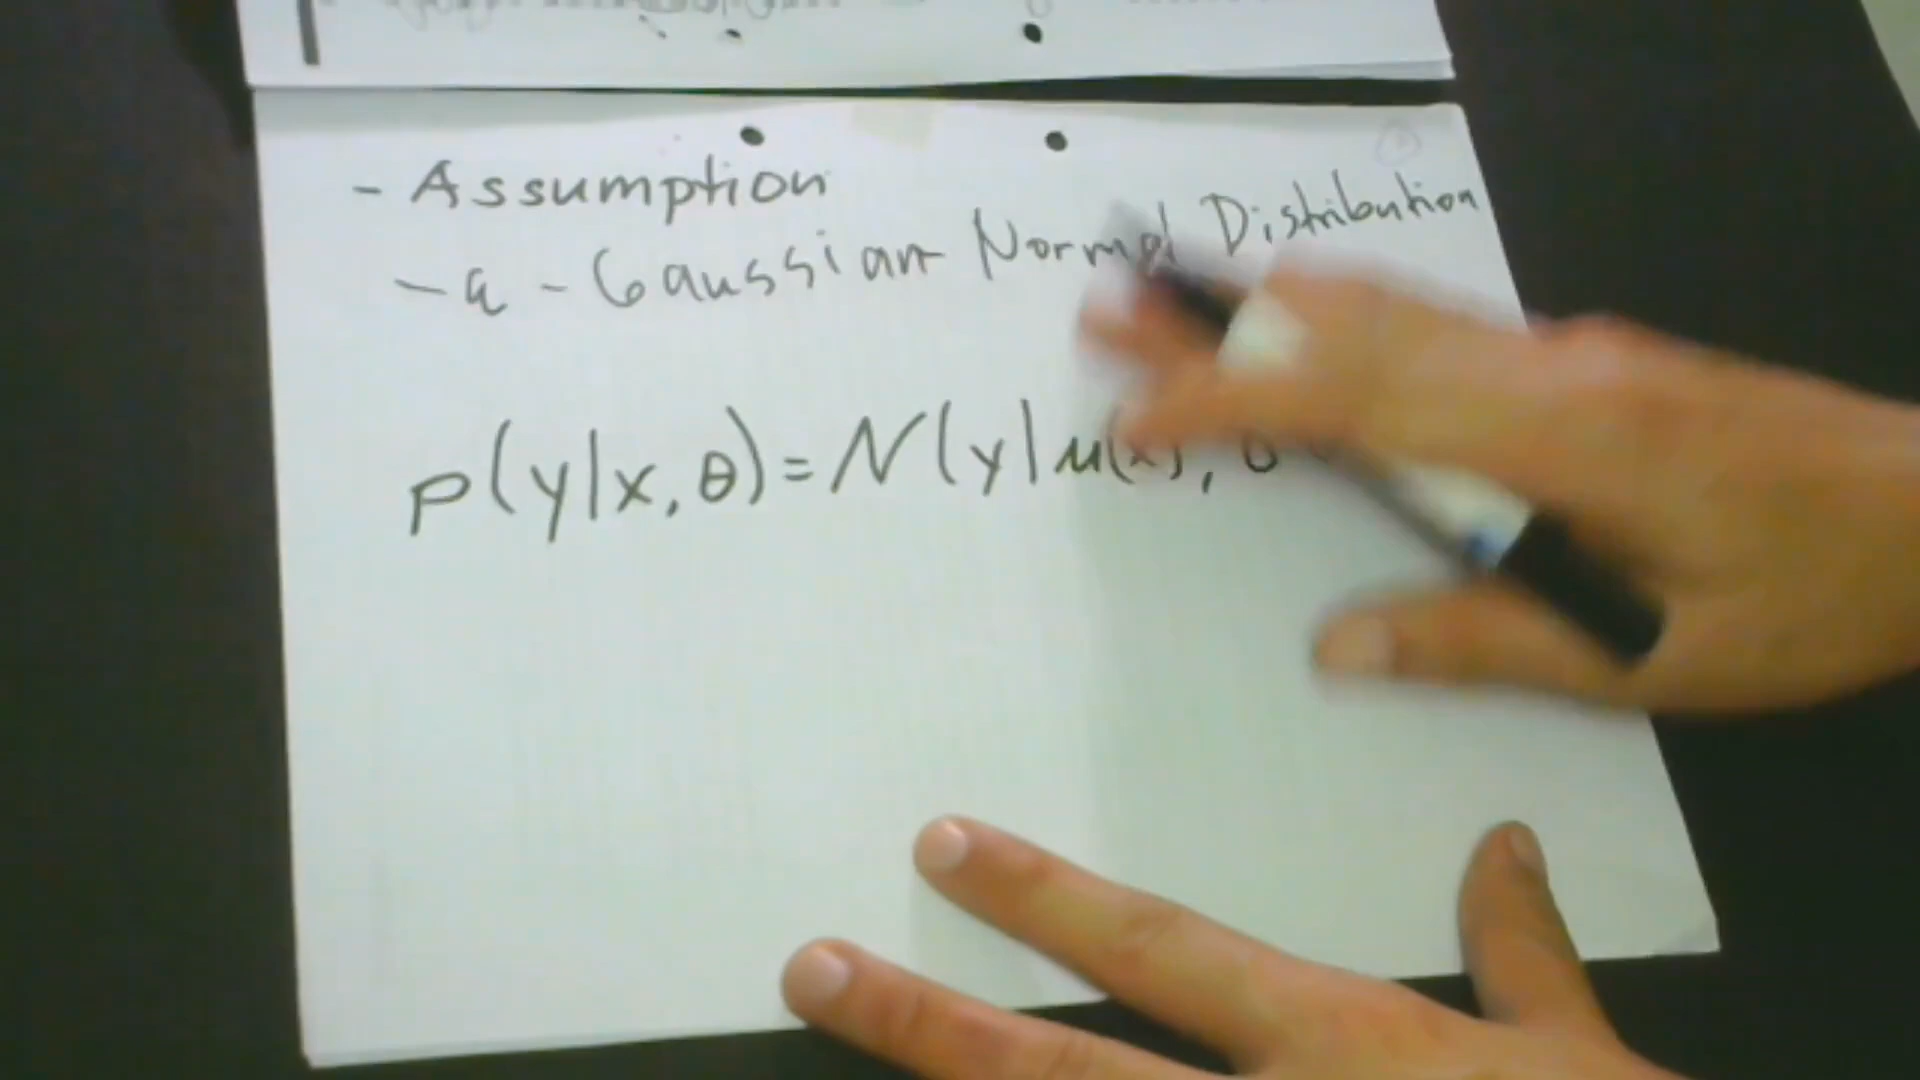 - Assumption
- ε - Gaussian Normal Distribution
p(y|x, θ) = N(y|μ(x), σ